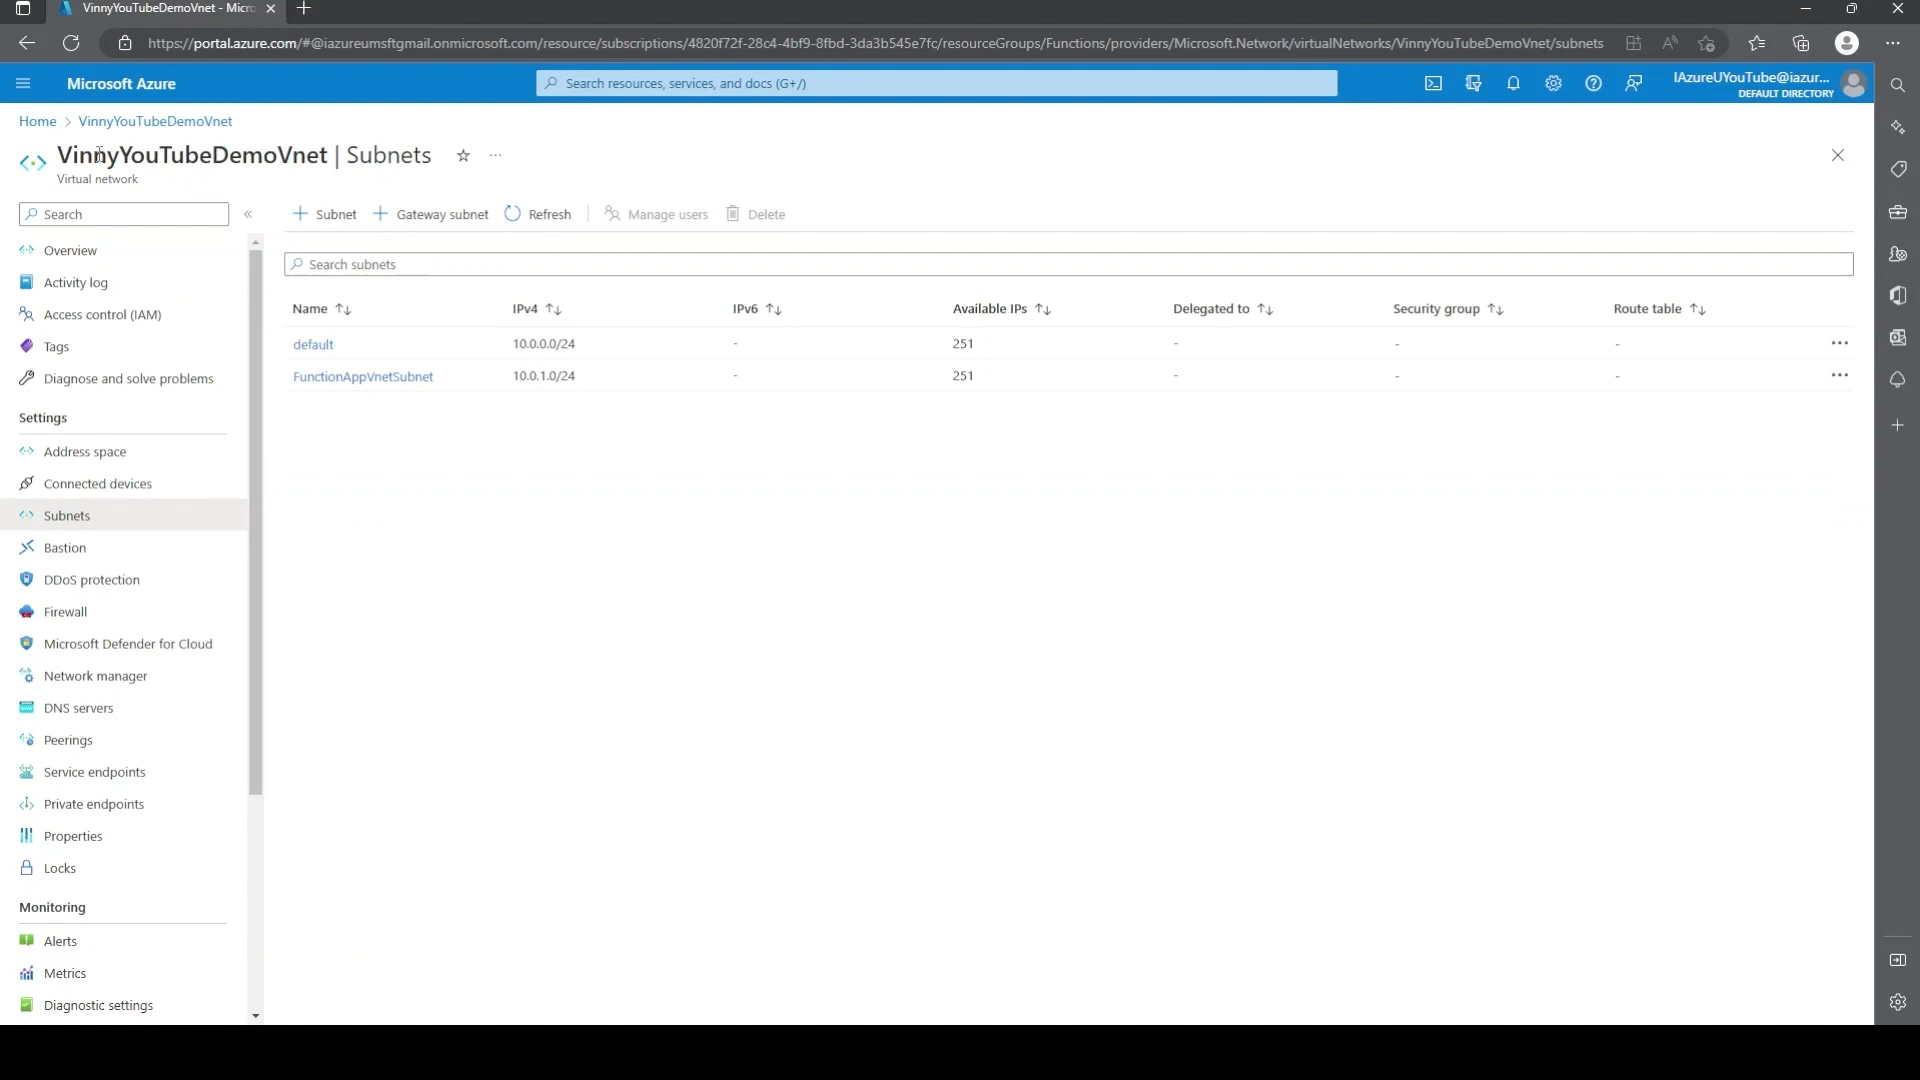 VinnyYouTubeDemoVnet - Micro
https://portal.azure.com/#@iazureumsftgmail.onmicrosoft.com/resource/subscriptions/4820f72f-28c4-4bf9-8fbd-3da3b545e7fc/resourceGroups/Functions/providers/Microsoft.Network/virtualNetworks/VinnyYouTubeDemoVnet/subnets
Microsoft Azure
Search resources, services, and docs (G+/)
IAzureUYouTube@iazur...
DEFAULT DIRECTORY
Home > VinnyYouTubeDemoVnet
VinnyYouTubeDemoVnet | Subnets
Virtual network
Search
Subnet Gateway subnet Refresh Manage users Delete
Search subnets
Name IPv4 IPv6 Available IPs Delegated to Security group Route table
default 10.0.0.0/24 - 251 - - -
FunctionAppVnetSubnet 10.0.1.0/24 - 251 - - -
Overview
Activity log
Access control (IAM)
Tags
Diagnose and solve problems
Settings
Address space
Connected devices
Subnets
Bastion
DDoS protection
Firewall
Microsoft Defender for Cloud
Network manager
DNS servers
Peerings
Service endpoints
Private endpoints
Properties
Locks
Monitoring
Alerts
Metrics
Diagnostic settings